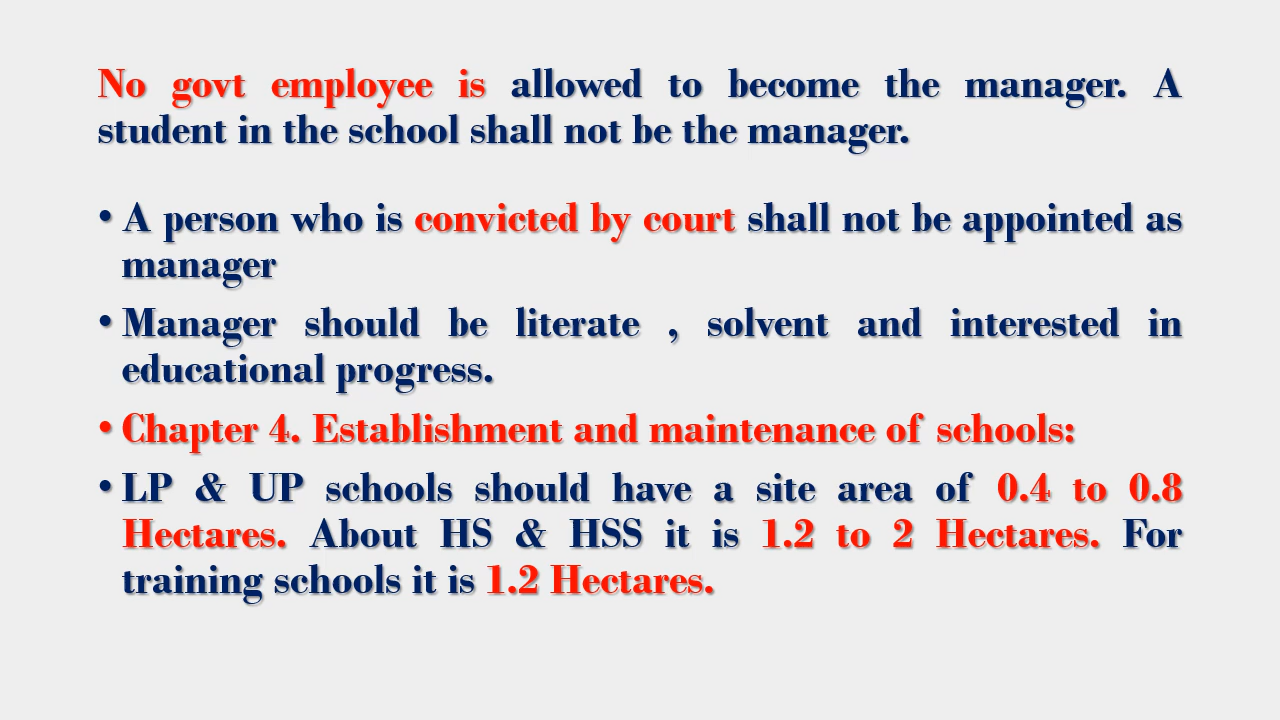 No govt employee is allowed to become the manager. A
student in the school shall not be the manager.
• A person who is convicted by court shall not be appointed as
manager
• Manager should be literate , solvent and interested in
educational progress.
• Chapter 4. Establishment and maintenance of schools:
• LP & UP schools should have a site area of 0.4 to 0.8
Hectares. About HS & HSS it is 1.2 to 2 Hectares. For
training schools it is 1.2 Hectares.